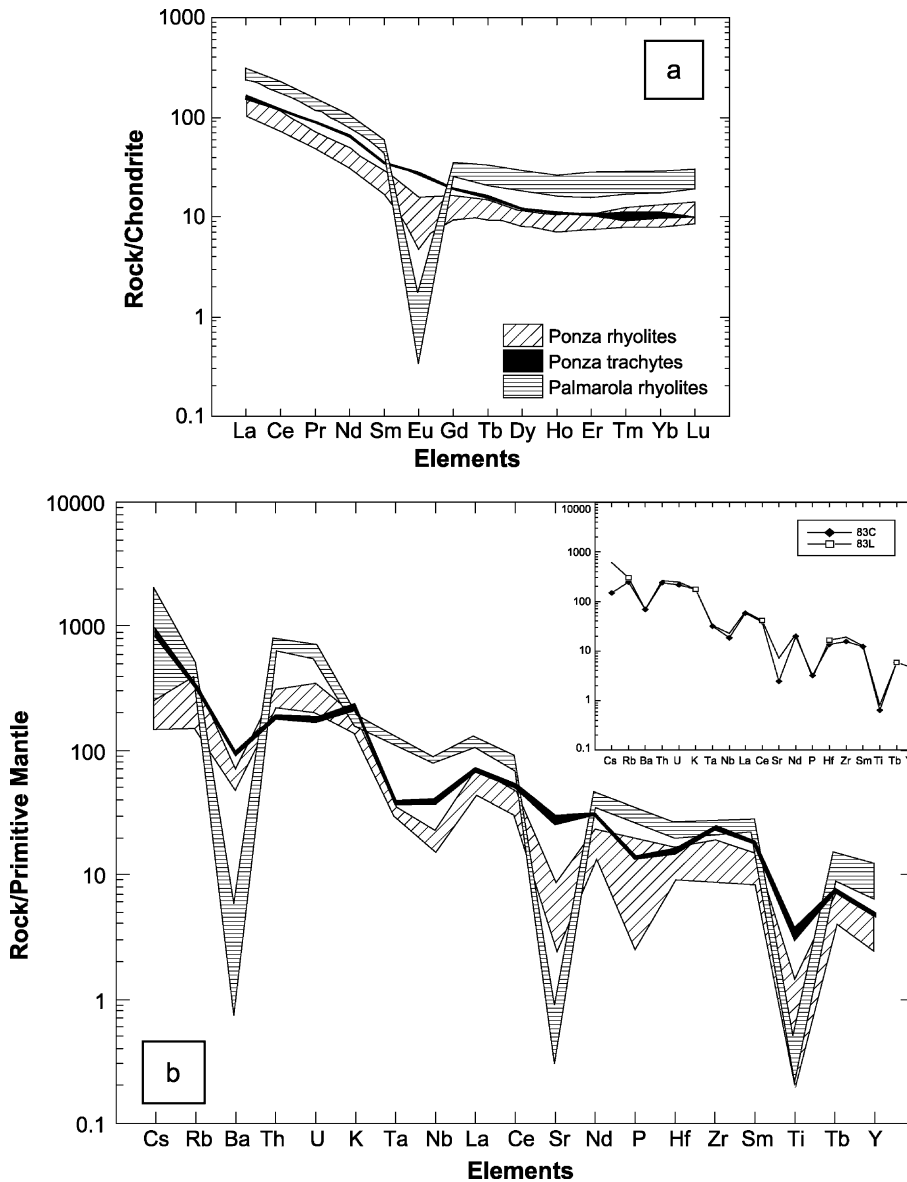 1000
100
10
1
0.1
Rock/Chondrite
a
Ponza rhyolites
Ponza trachytes
Palmarola rhyolites
La Ce Pr Nd Sm Eu Gd Tb Dy Ho Er Tm Yb Lu
Elements
10000
1000
100
10
1
0.1
Rock/Primitive Mantle
10000
1000
100
10
1
0.1
83C
83L
Cs Rb Ba Th U K Ta Nb La Ce Sr Nd P Hf Zr Sm Ti Tb Y
b
Cs Rb Ba Th U K Ta Nb La Ce Sr Nd P Hf Zr Sm Ti Tb Y
Elements